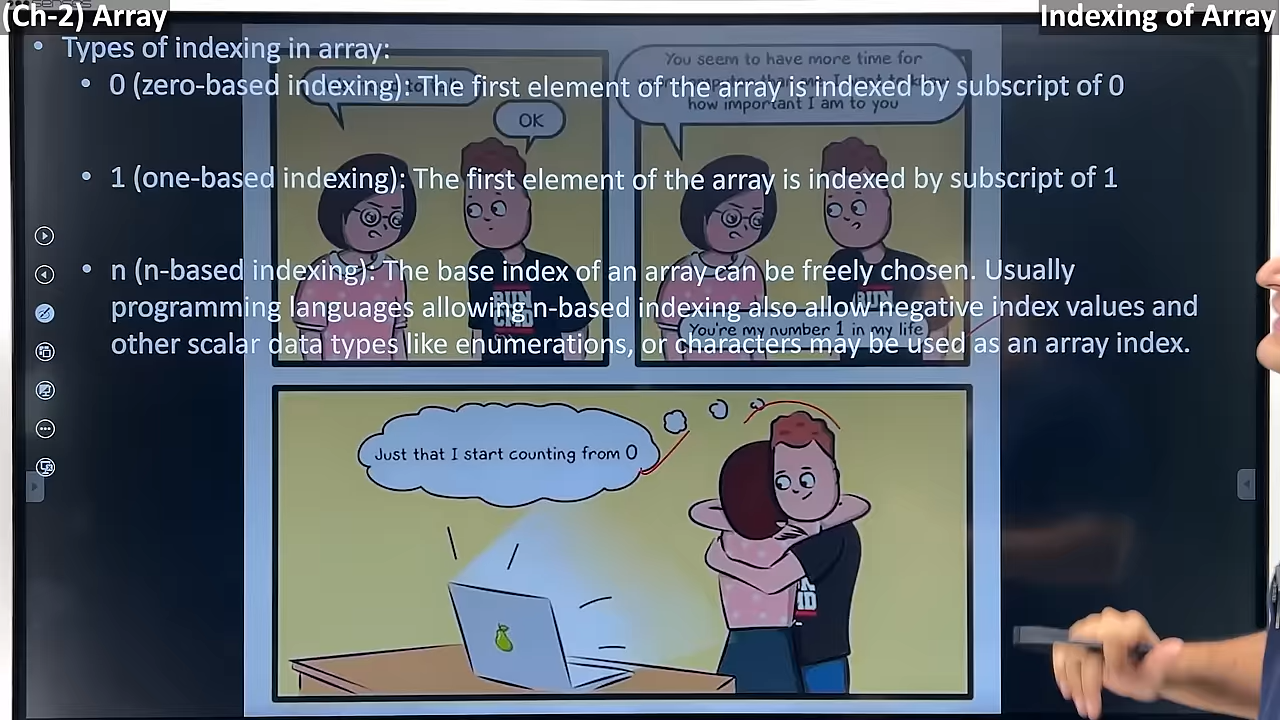 (Ch-2) Array
Indexing of Array
• Types of indexing in array:
• 0 (zero-based indexing): The first element of the array is indexed by subscript of 0
• 1 (one-based indexing): The first element of the array is indexed by subscript of 1
• n (n-based indexing): The base index of an array can be freely chosen. Usually
programming languages allowing n-based indexing also allow negative index values and
other scalar data types like enumerations, or characters may be used as an array index.
OK
You seem to have more time for
how important I am to you
RUN
CMD
RUN
You're my number 1 in my life
Just that I start counting from 0